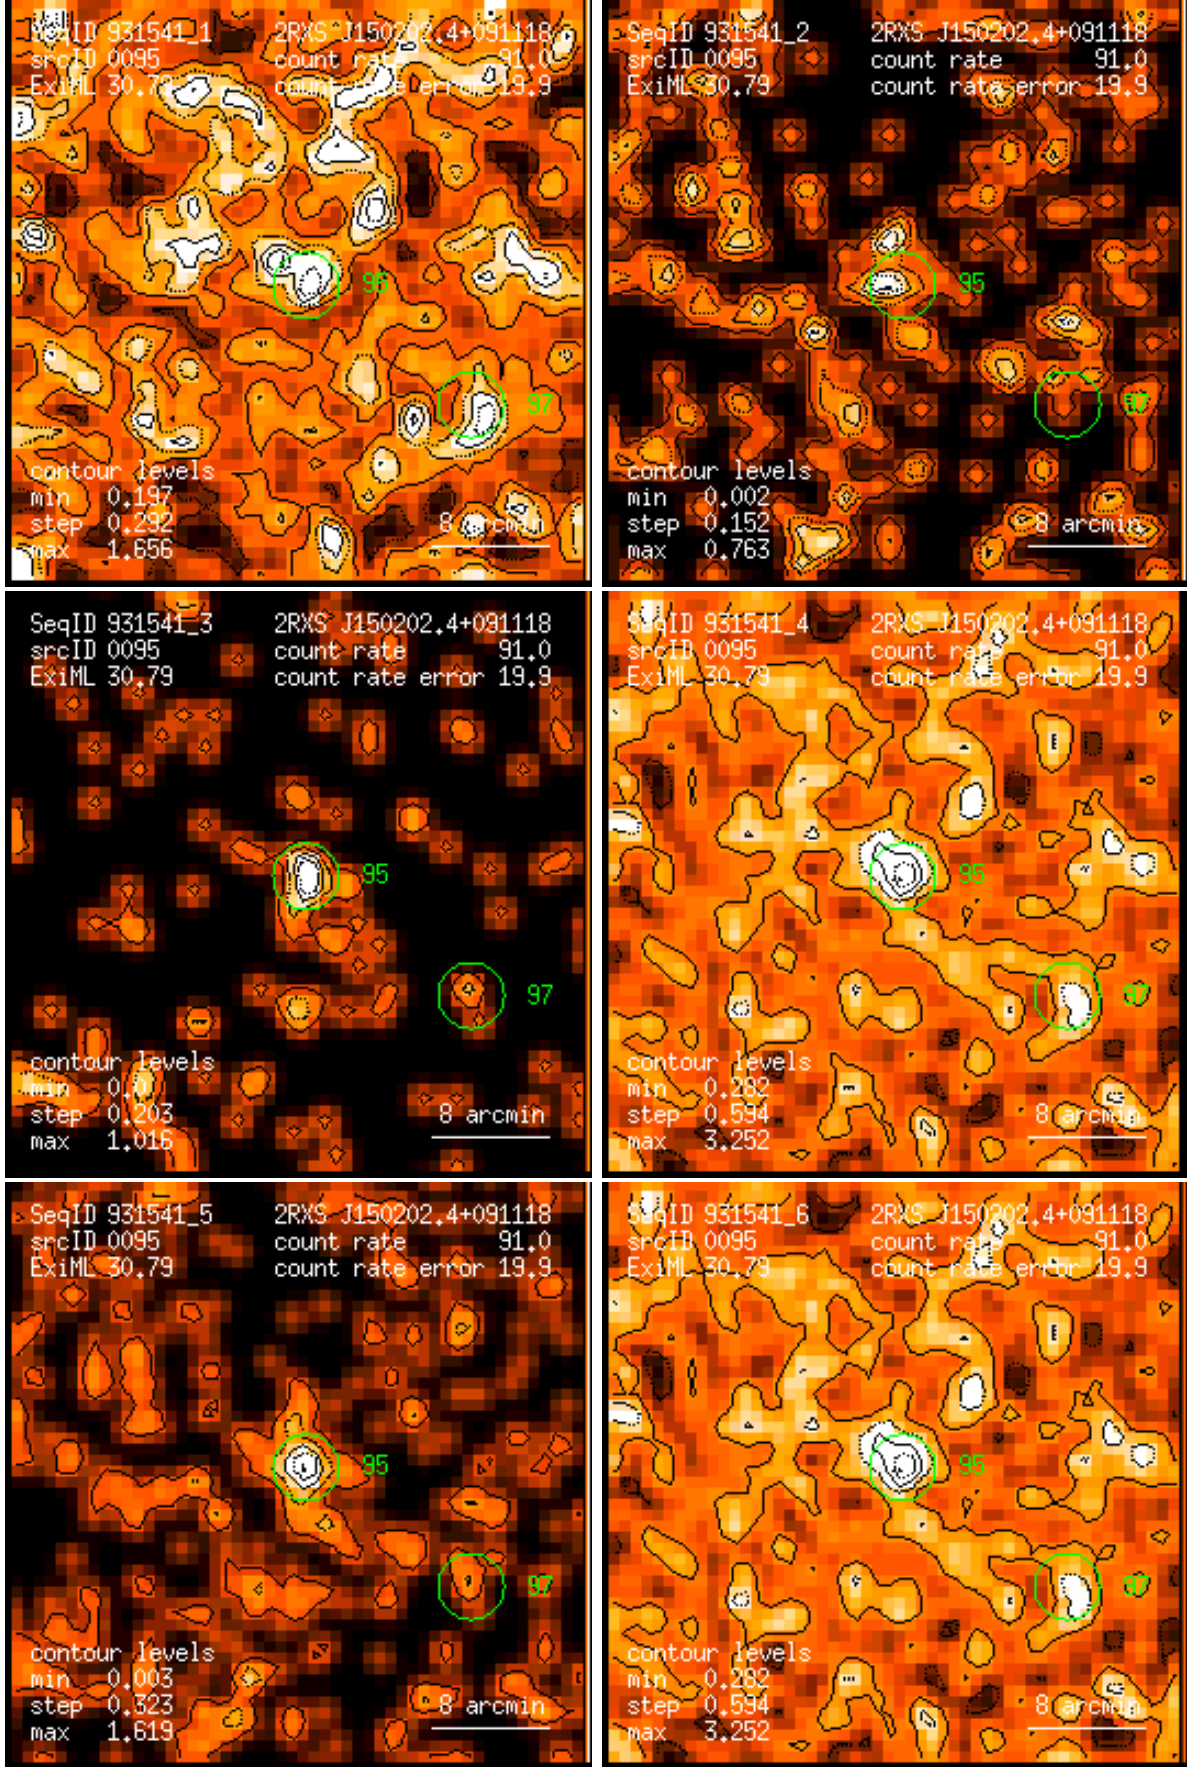 SeqID 931541_1 2RXS J150202.4+091118
srcID 0095 count rate 91.0
ExiML 30.79 count rate error 19.9
95
97
contour levels
min 0.197
step 0.292 8 arcmin
max 1.656
SeqID 931541_2 2RXS J150202.4+091118
srcID 0095 count rate 91.0
ExiML 30.79 count rate error 19.9
95
97
contour levels
min 0.002
step 0.152 8 arcmin
max 0.763
SeqID 931541_3 2RXS J150202.4+091118
srcID 0095 count rate 91.0
ExiML 30.79 count rate error 19.9
95
97
contour levels
min 0.0
step 0.203 8 arcmin
max 1.016
SeqID 931541_4 2RXS J150202.4+091118
srcID 0095 count rate 91.0
ExiML 30.79 count rate error 19.9
95
97
contour levels
min 0.282
step 0.594 8 arcmin
max 3.252
SeqID 931541_5 2RXS J150202.4+091118
srcID 0095 count rate 91.0
ExiML 30.79 count rate error 19.9
95
97
contour levels
min 0.003
step 0.323 8 arcmin
max 1.619
SeqID 931541_6 2RXS J150202.4+091118
srcID 0095 count rate 91.0
ExiML 30.79 count rate error 19.9
95
97
contour levels
min 0.282
step 0.594 8 arcmin
max 3.252